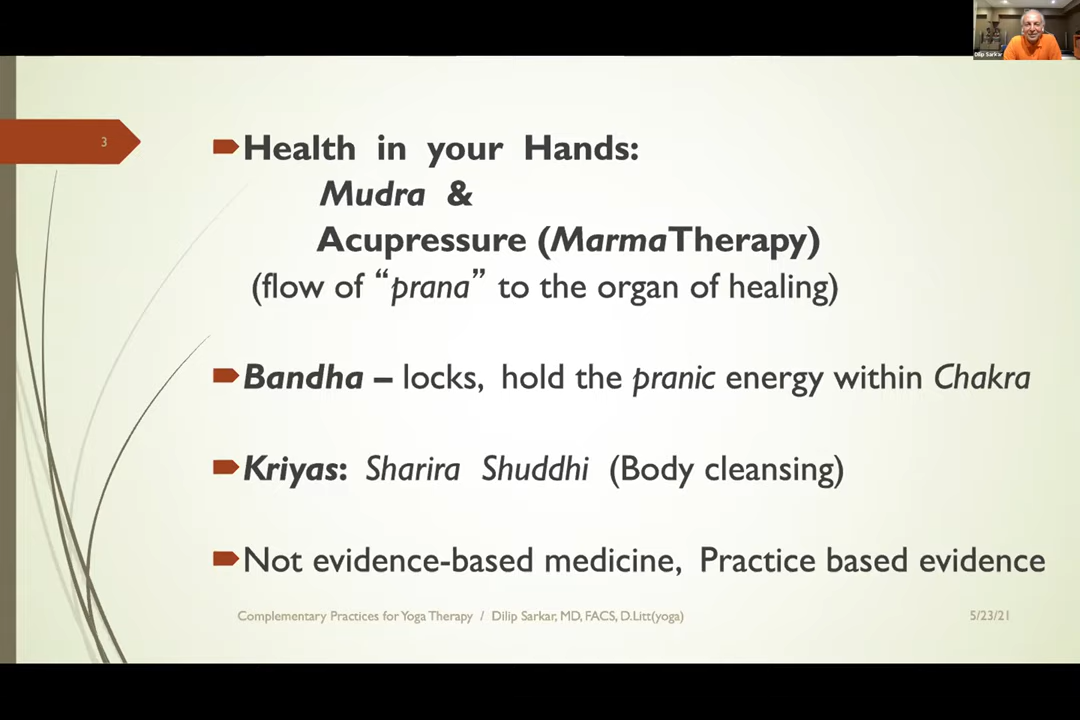 Dilip Sarkar
3
Health in your Hands:
Mudra &
Acupressure (MarmaTherapy)
(flow of “prana” to the organ of healing)
Bandha – locks, hold the pranic energy within Chakra
Kriyas: Sharira Shuddhi (Body cleansing)
Not evidence-based medicine, Practice based evidence
Complementary Practices for Yoga Therapy / Dilip Sarkar, MD, FACS, D.Litt(yoga)
5/23/21